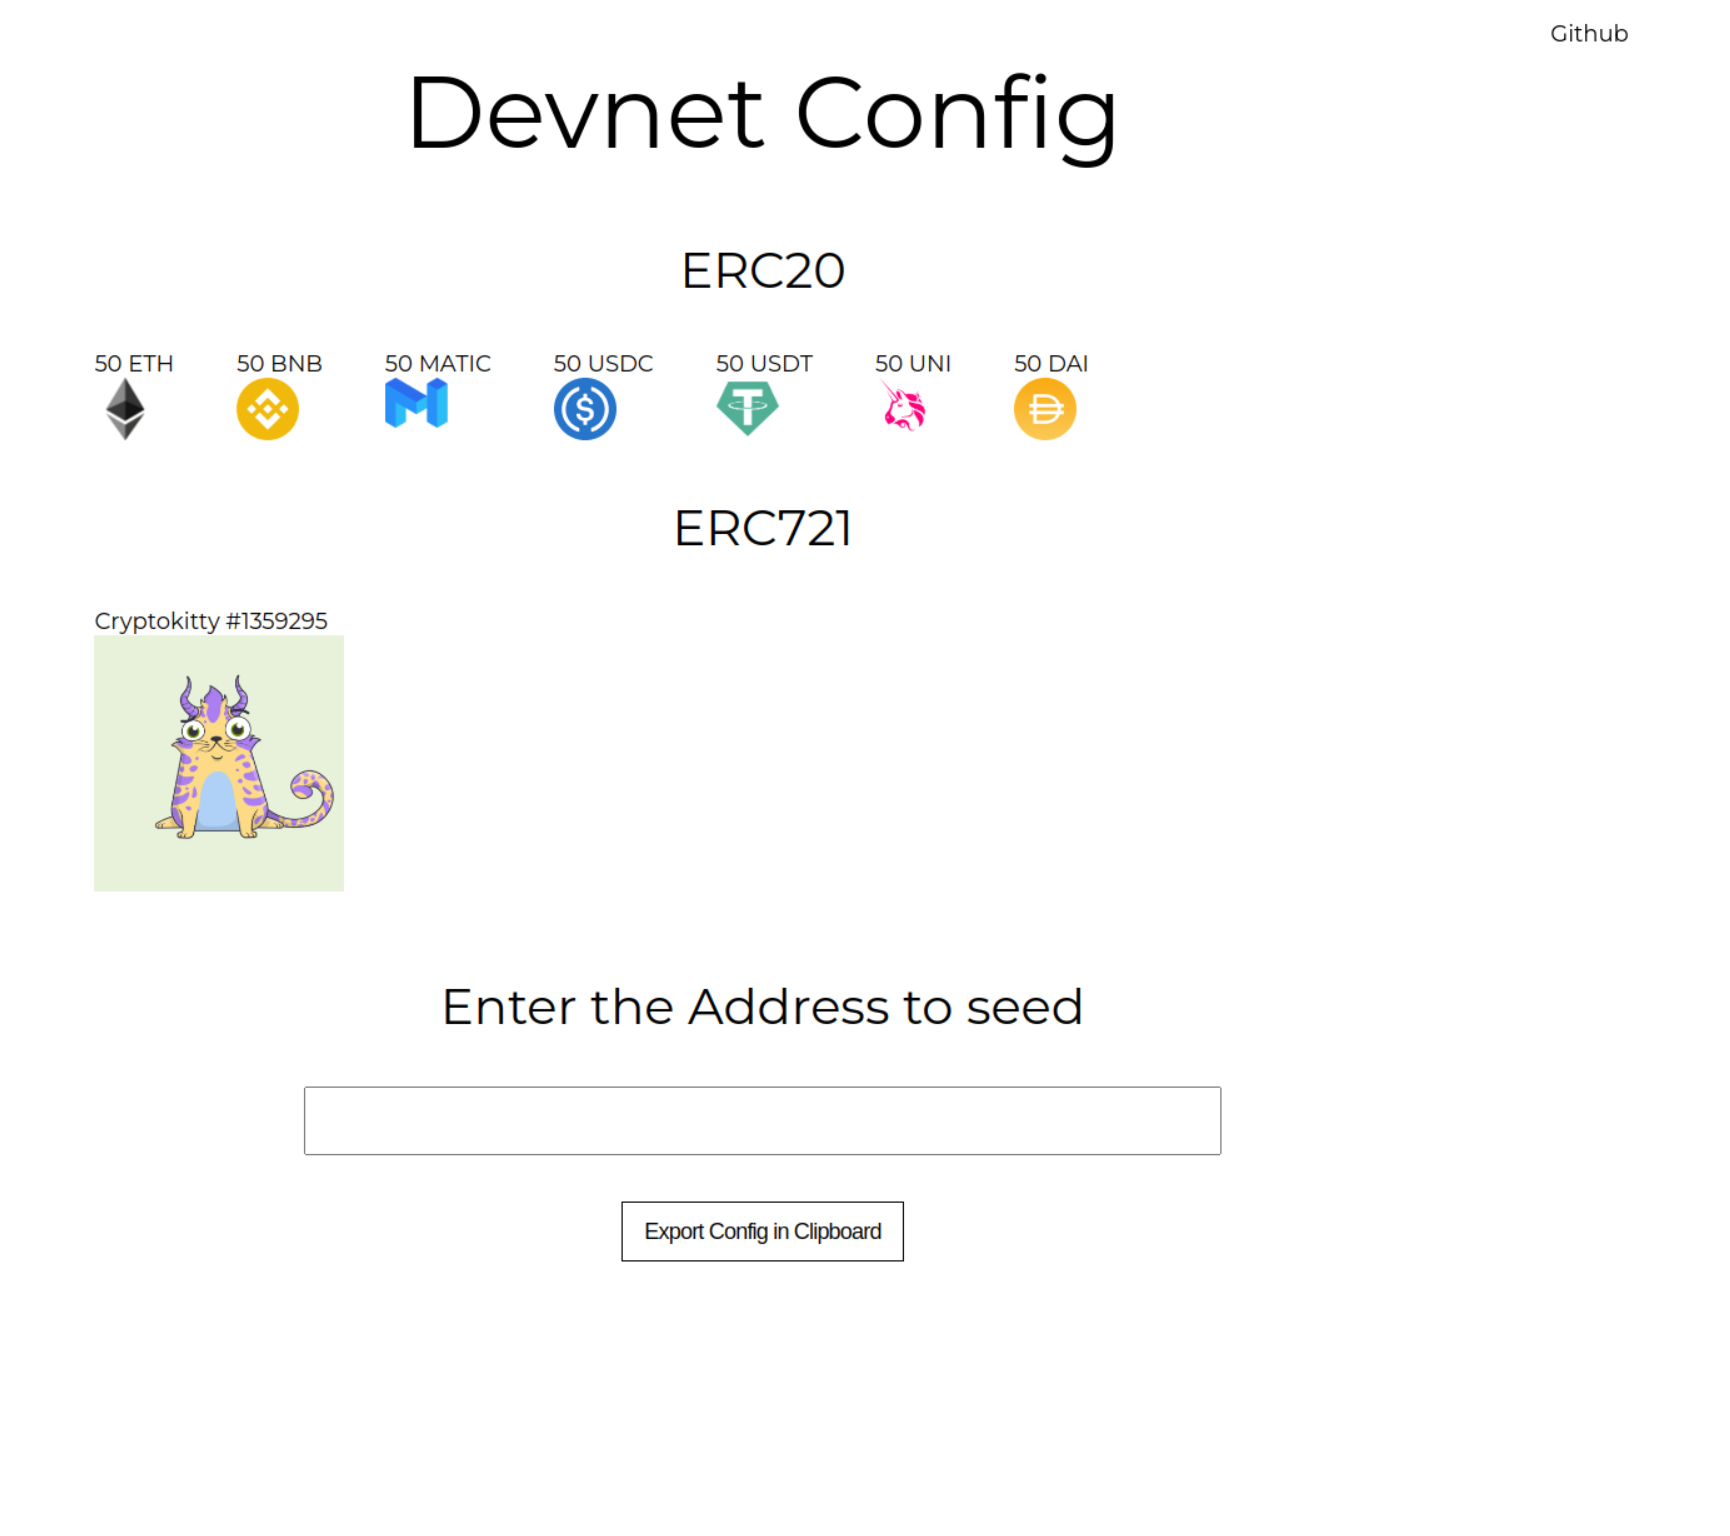 Github
Devnet Config
ERC20
50 ETH 50 BNB 50 MATIC 50 USDC 50 USDT 50 UNI 50 DAI
ERC721
Cryptokitty #1359295
Enter the Address to seed
Export Config in Clipboard